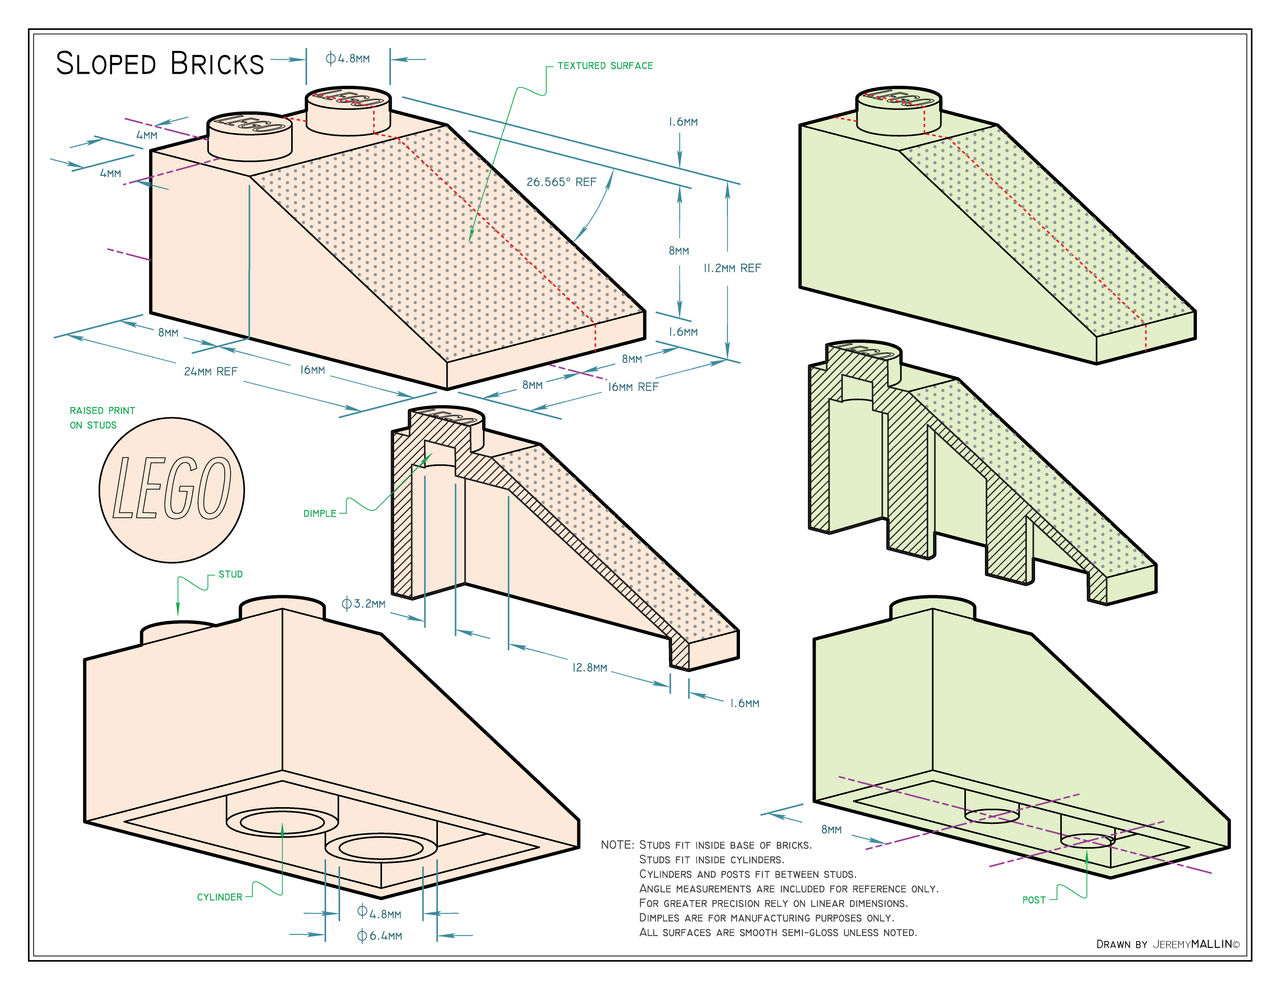 Sloped Bricks
⌀4.8mm
Textured Surface
LEGO
LEGO
LEGO
4mm
4mm
1.6mm
26.565° REF
8mm
11.2mm REF
1.6mm
8mm
24mm REF
16mm
8mm
8mm
16mm REF
Raised Print
on Studs
LEGO
LEGO
LEGO
Dimple
Stud
⌀3.2mm
12.8mm
1.6mm
Cylinder
⌀4.8mm
⌀6.4mm
8mm
Post
NOTE: Studs fit inside base of bricks.
Studs fit inside cylinders.
Cylinders and posts fit between studs.
Angle measurements are included for reference only.
For greater precision rely on linear dimensions.
Dimples are for manufacturing purposes only.
All surfaces are smooth semi-gloss unless noted.
Drawn by JeremyMALLIN©